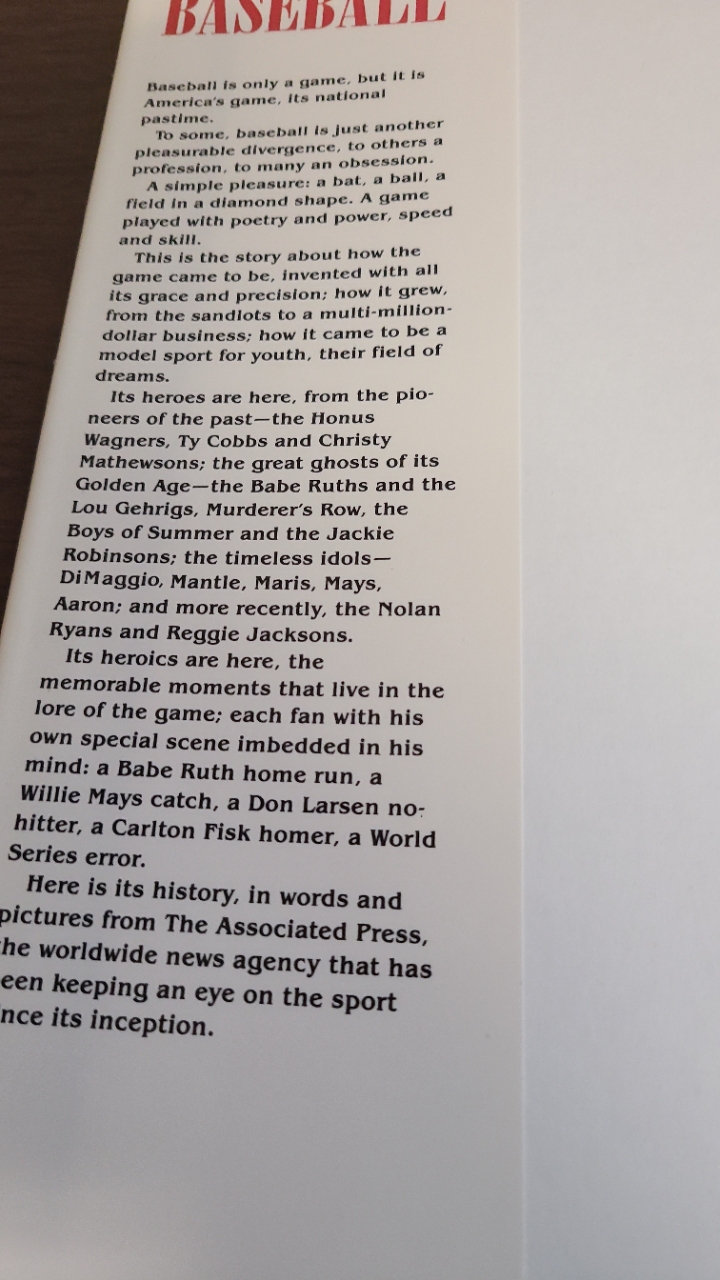 BASEBALL
Baseball is only a game, but it is
America's game, its national
pastime.
To some, baseball is just another
pleasurable divergence, to others a
profession, to many an obsession.
A simple pleasure: a bat, a ball, a
field in a diamond shape. A game
played with poetry and power, speed
and skill.
This is the story about how the
game came to be, invented with all
its grace and precision; how it grew,
from the sandlots to a multi-million-
dollar business; how it came to be a
model sport for youth, their field of
dreams.
Its heroes are here, from the pio-
neers of the past—the Honus
Wagners, Ty Cobbs and Christy
Mathewsons; the great ghosts of its
Golden Age—the Babe Ruths and the
Lou Gehrigs, Murderer's Row, the
Boys of Summer and the Jackie
Robinsons; the timeless idols—
DiMaggio, Mantle, Maris, Mays,
Aaron; and more recently, the Nolan
Ryans and Reggie Jacksons.
Its heroics are here, the
memorable moments that live in the
lore of the game; each fan with his
own special scene imbedded in his
mind: a Babe Ruth home run, a
Willie Mays catch, a Don Larsen no-
hitter, a Carlton Fisk homer, a World
Series error.
Here is its history, in words and
pictures from The Associated Press,
he worldwide news agency that has
een keeping an eye on the sport
nce its inception.